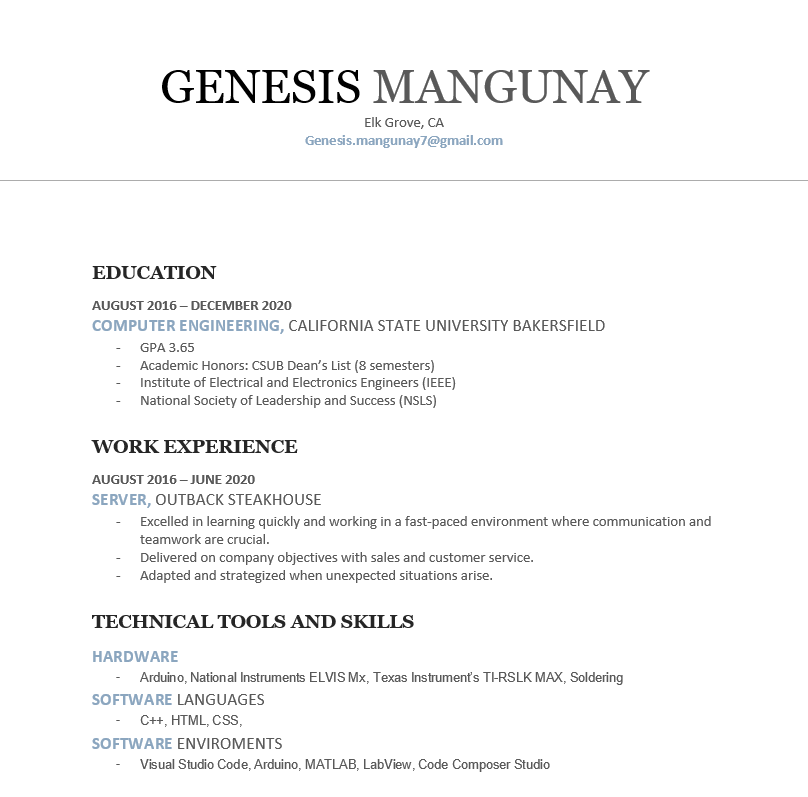 GENESIS MANGUNAY
Elk Grove, CA
Genesis.mangunay7@gmail.com
EDUCATION
AUGUST 2016 – DECEMBER 2020
COMPUTER ENGINEERING, CALIFORNIA STATE UNIVERSITY BAKERSFIELD
- GPA 3.65
- Academic Honors: CSUB Dean's List (8 semesters)
- Institute of Electrical and Electronics Engineers (IEEE)
- National Society of Leadership and Success (NSLS)
WORK EXPERIENCE
AUGUST 2016 – JUNE 2020
SERVER, OUTBACK STEAKHOUSE
- Excelled in learning quickly and working in a fast-paced environment where communication and
teamwork are crucial.
- Delivered on company objectives with sales and customer service.
- Adapted and strategized when unexpected situations arise.
TECHNICAL TOOLS AND SKILLS
HARDWARE
- Arduino, National Instruments ELVIS Mx, Texas Instrument's TI-RSLK MAX, Soldering
SOFTWARE LANGUAGES
- C++, HTML, CSS,
SOFTWARE ENVIROMENTS
- Visual Studio Code, Arduino, MATLAB, LabView, Code Composer Studio